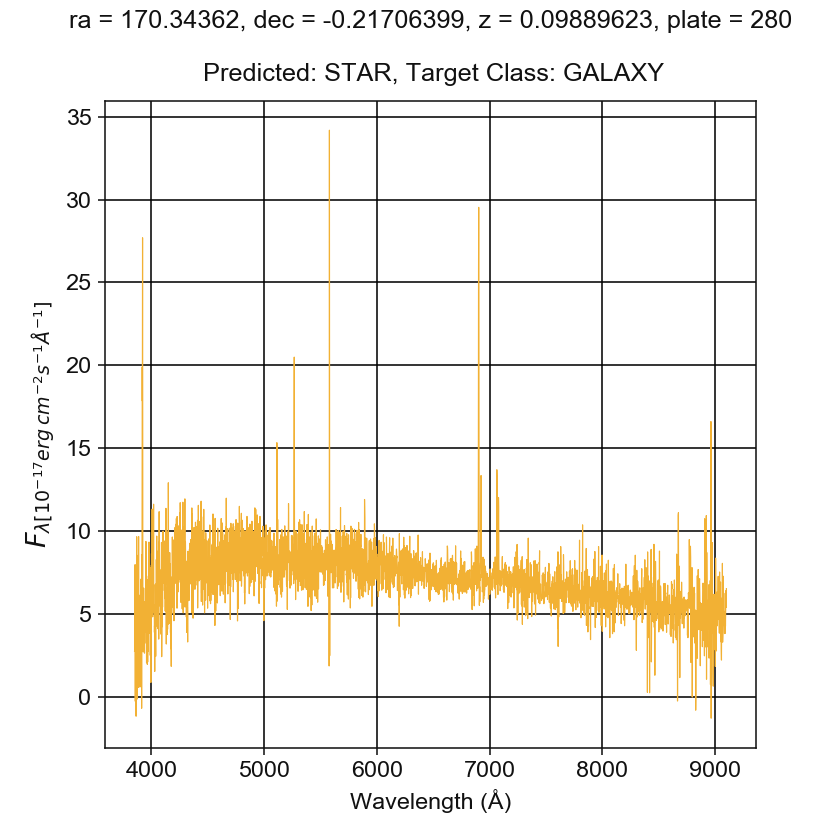 ra = 170.34362, dec = -0.21706399, z = 0.09889623, plate = 280
Predicted: STAR, Target Class: GALAXY
35
30
25
20
15
10
5
0
F_{λ[10^{-17}erg cm^{-2}s^{-1}Å^{-1}]}
4000 5000 6000 7000 8000 9000
Wavelength (Å)